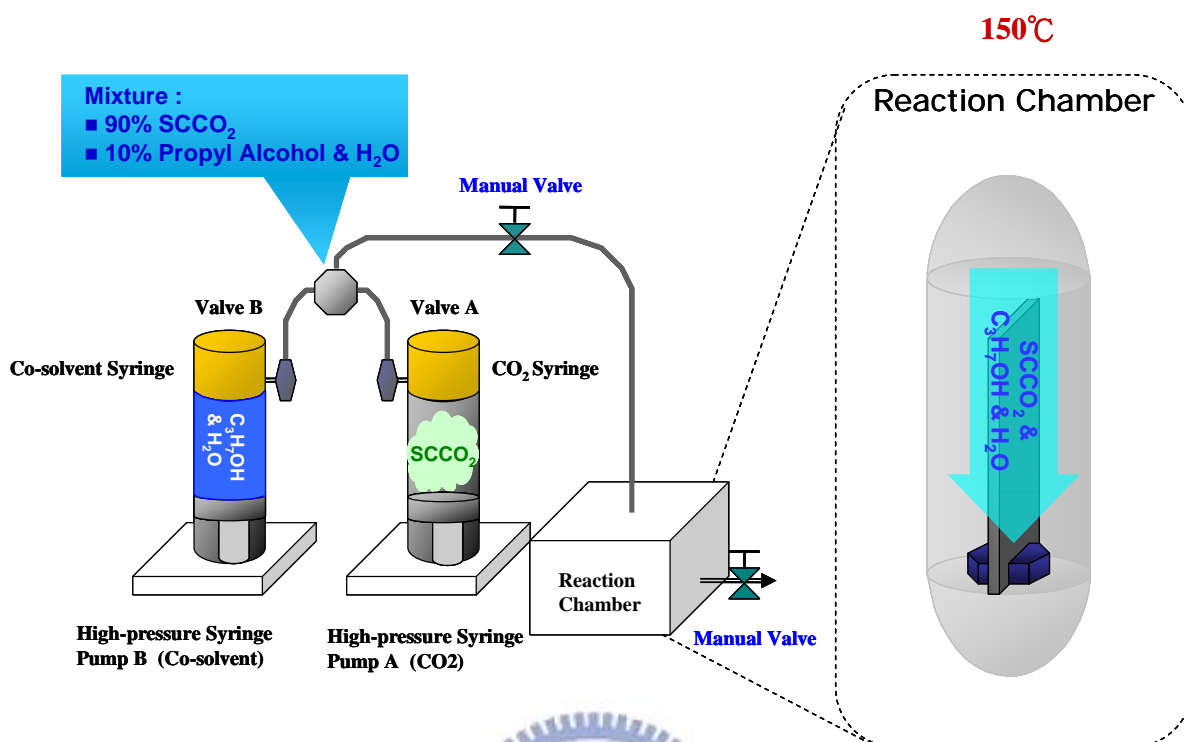 150℃
Reaction Chamber
Mixture :
■ 90% SCCO₂
■ 10% Propyl Alcohol & H₂O
Manual Valve
Valve B
Valve A
Co-solvent Syringe
CO₂ Syringe
C₃H₇OH
& H₂O
SCCO₂
SCCO₂ &
C₃H₇OH & H₂O
Reaction
Chamber
Manual Valve
High-pressure Syringe
Pump B (Co-solvent)
High-pressure Syringe
Pump A (CO2)